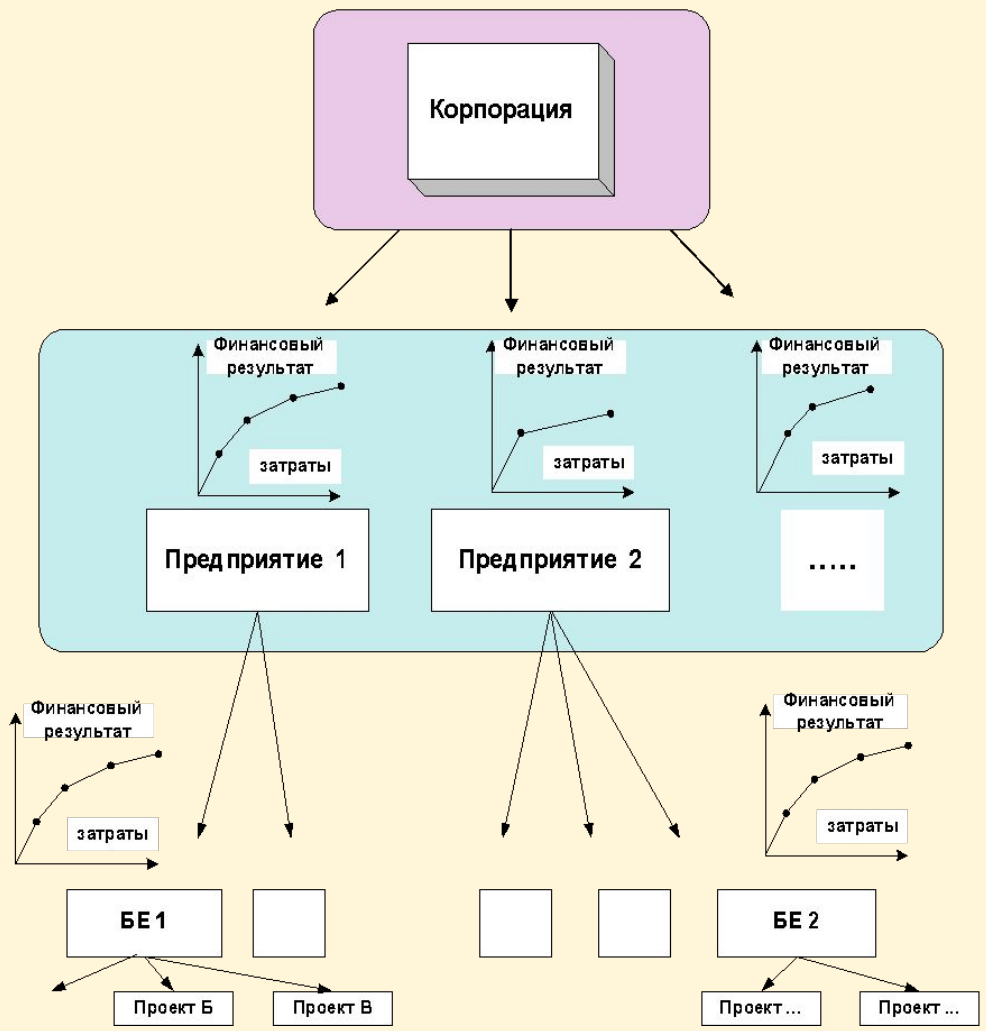 Корпорация
Финансовый
результат
затраты
Финансовый
результат
затраты
Финансовый
результат
затраты
Предприятие 1
Предприятие 2
.....
Финансовый
результат
затраты
Финансовый
результат
затраты
БЕ 1
БЕ 2
Проект Б
Проект В
Проект ...
Проект ...